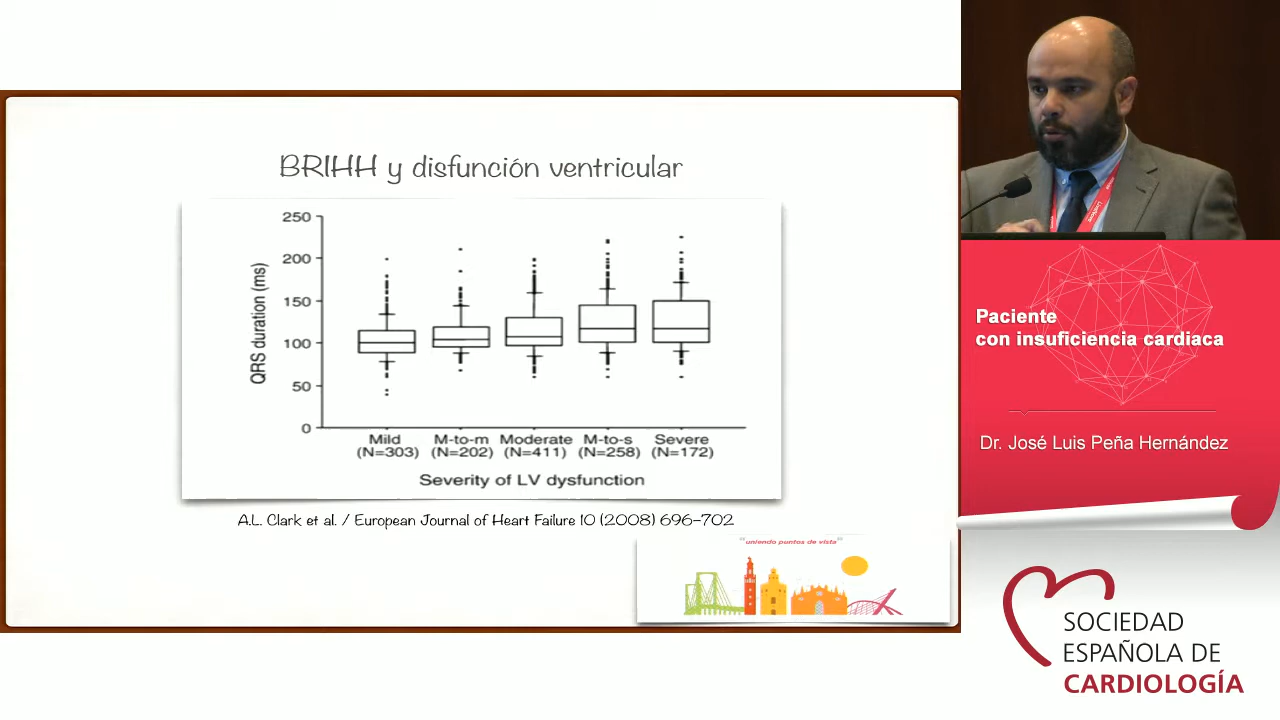 BRIHH y disfunción ventricular
250
200
150
100
50
0
QRS duration (ms)
Mild M-to-m Moderate M-to-s Severe
(N=303) (N=202) (N=411) (N=258) (N=172)
Severity of LV dysfunction
A.L. Clark et al. / European Journal of Heart Failure 10 (2008) 696-702
"uniendo puntos de vista"
Paciente
con insuficiencia cardiaca
Dr. José Luis Peña Hernández
SOCIEDAD
ESPAÑOLA DE
CARDIOLOGÍA